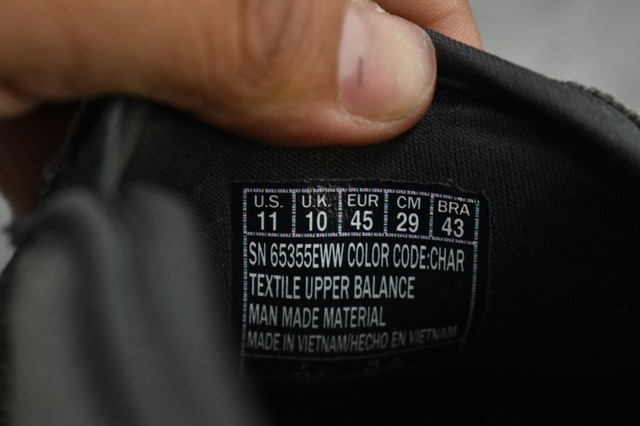 U.S. U.K. EUR CM BRA
11 10 45 29 43
SN 65355EWW COLOR CODE:CHAR
TEXTILE UPPER BALANCE
MAN MADE MATERIAL
MADE IN VIETNAM/HECHO EN VIETNAM